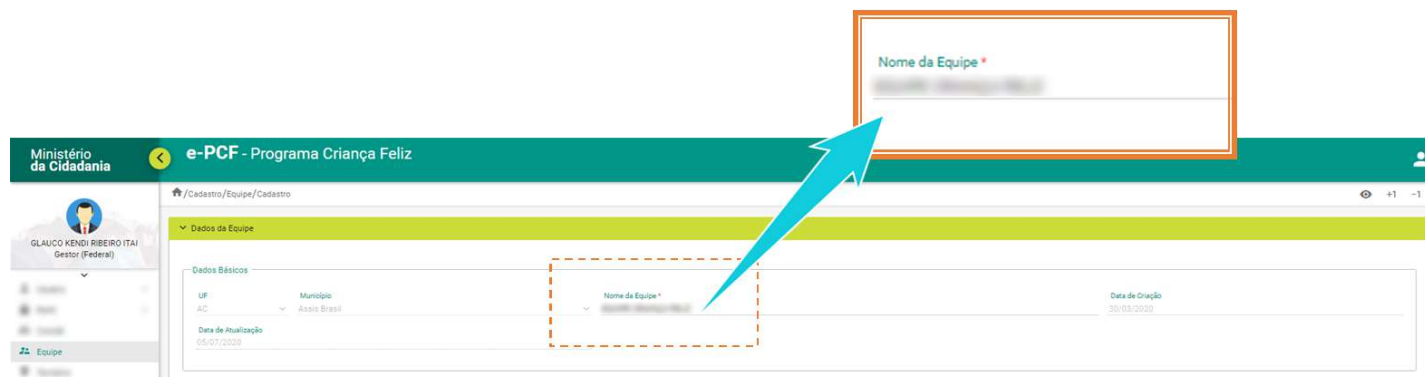 Nome da Equipe *
Ministério
da Cidadania
e-PCF - Programa Criança Feliz
/Cadastro/Equipe/Cadastro
+1 -1
GLAUCO KENDI RIBEIRO ITAI
Gestor (Federal)
Dados da Equipe
Dados Básicos
UF Município Nome da Equipe * Data de Criação
AC Assis Brasil 30/03/2020
Data de Atualização
05/07/2020
Equipe